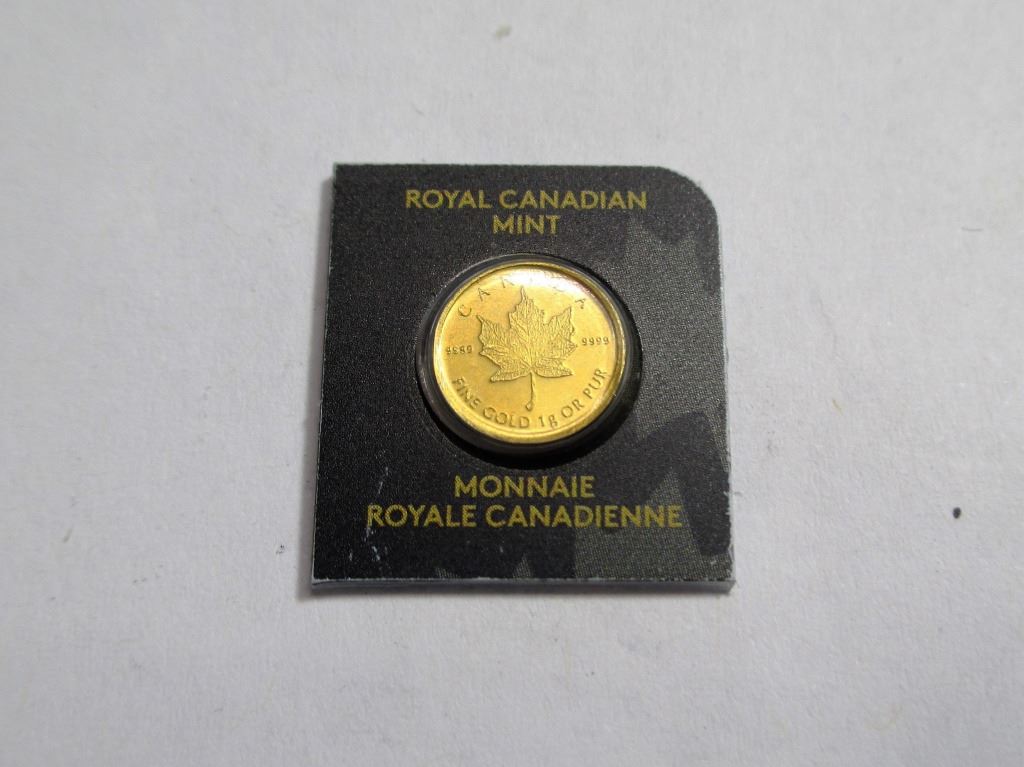 ROYAL CANADIAN
MINT
CANADA
9999 9999
FINE GOLD 1g OR PUR
MONNAIE
ROYALE CANADIENNE